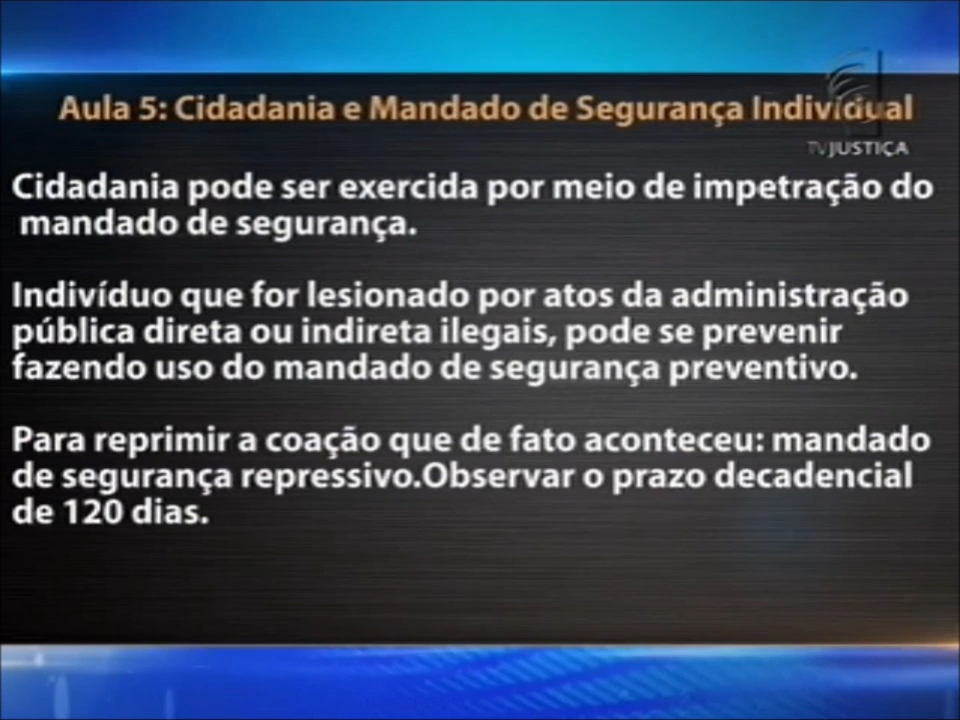 Aula 5: Cidadania e Mandado de Segurança Individual
TVJUSTIÇA
Cidadania pode ser exercida por meio de impetração do
mandado de segurança.
Indivíduo que for lesionado por atos da administração
pública direta ou indireta ilegais, pode se prevenir
fazendo uso do mandado de segurança preventivo.
Para reprimir a coação que de fato aconteceu: mandado
de segurança repressivo.Observar o prazo decadencial
de 120 dias.